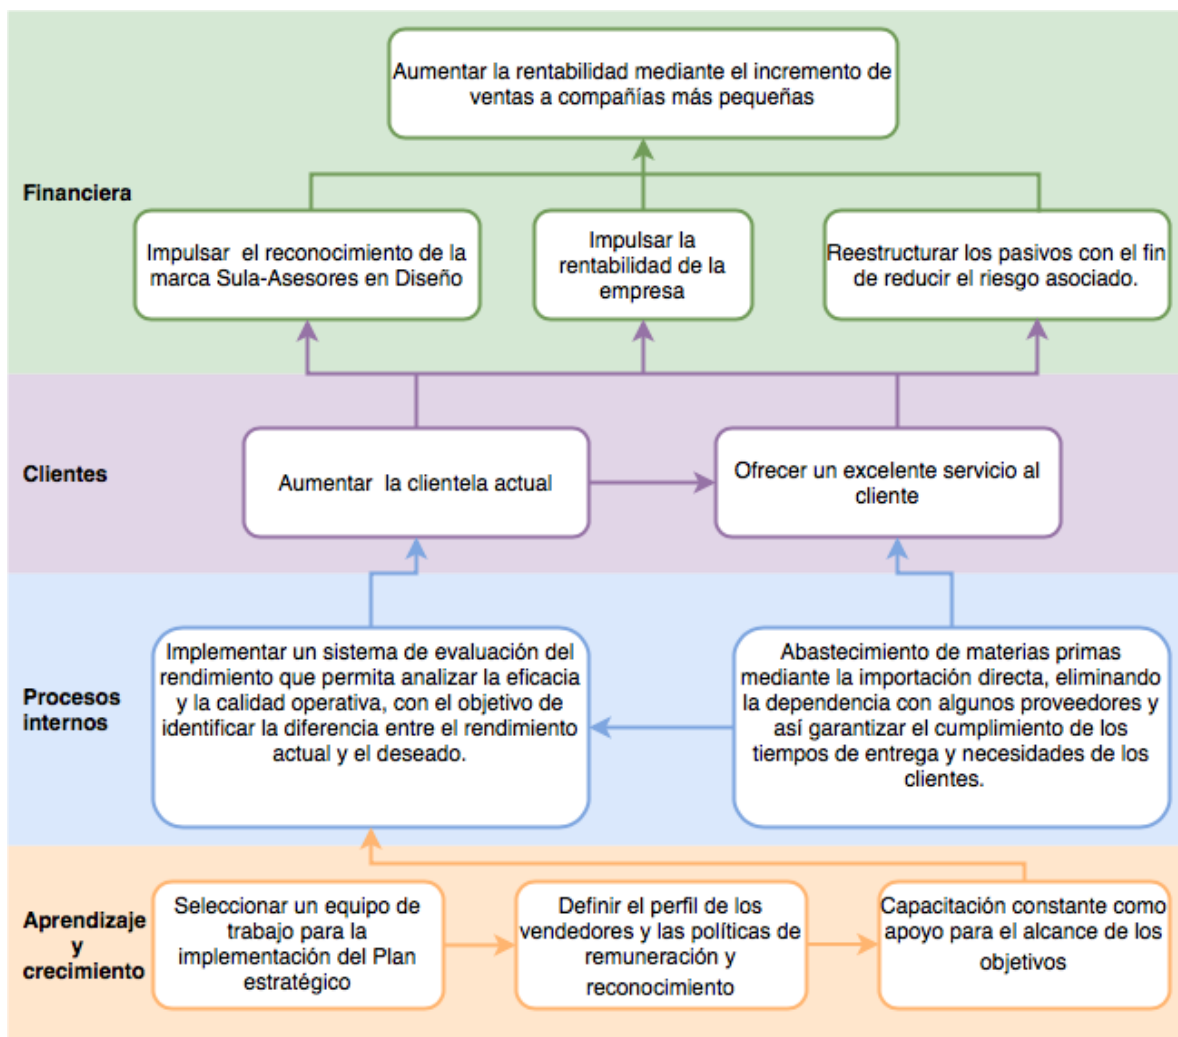 Aumentar la rentabilidad mediante el incremento de
ventas a compañías más pequeñas
Financiera
Impulsar el reconocimiento de la
marca Sula-Asesores en Diseño
Impulsar la
rentabilidad de la
empresa
Reestructurar los pasivos con el fin
de reducir el riesgo asociado.
Clientes
Aumentar la clientela actual
Ofrecer un excelente servicio al
cliente
Procesos
internos
Implementar un sistema de evaluación del
rendimiento que permita analizar la eficacia
y la calidad operativa, con el objetivo de
identificar la diferencia entre el rendimiento
actual y el deseado.
Abastecimiento de materias primas
mediante la importación directa, eliminando
la dependencia con algunos proveedores y
así garantizar el cumplimiento de los
tiempos de entrega y necesidades de los
clientes.
Aprendizaje
y
crecimiento
Seleccionar un equipo de
trabajo para la
implementación del Plan
estratégico
Definir el perfil de los
vendedores y las políticas de
remuneración y
reconocimiento
Capacitación constante como
apoyo para el alcance de los
objetivos